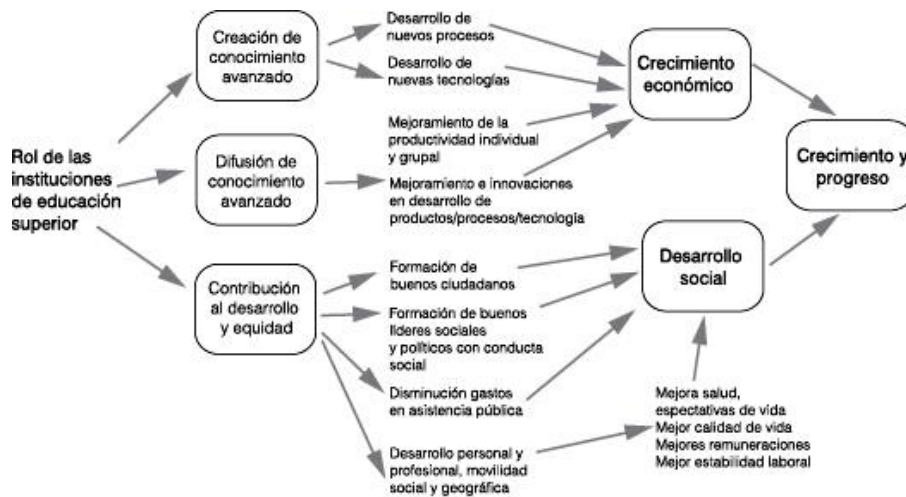 Rol de las
instituciones
de educación
superior
Creación de
conocimiento
avanzado
Difusión de
conocimiento
avanzado
Contribución
al desarrollo
y equidad
Desarrollo de
nuevos procesos
Desarrollo de
nuevas tecnologías
Mejoramiento de la
productividad individual
y grupal
Mejoramiento e innovaciones
en desarrollo de
productos/procesos/tecnología
Formación de
buenos ciudadanos
Formación de buenos
líderes sociales
y políticos con conducta
social
Disminución gastos
en asistencia pública
Desarrollo personal y
profesional, movilidad
social y geográfica
Crecimiento
económico
Desarrollo
social
Mejora salud,
espectativas de vida
Mejor calidad de vida
Mejores remuneraciones
Mejor estabilidad laboral
Crecimiento y
progreso